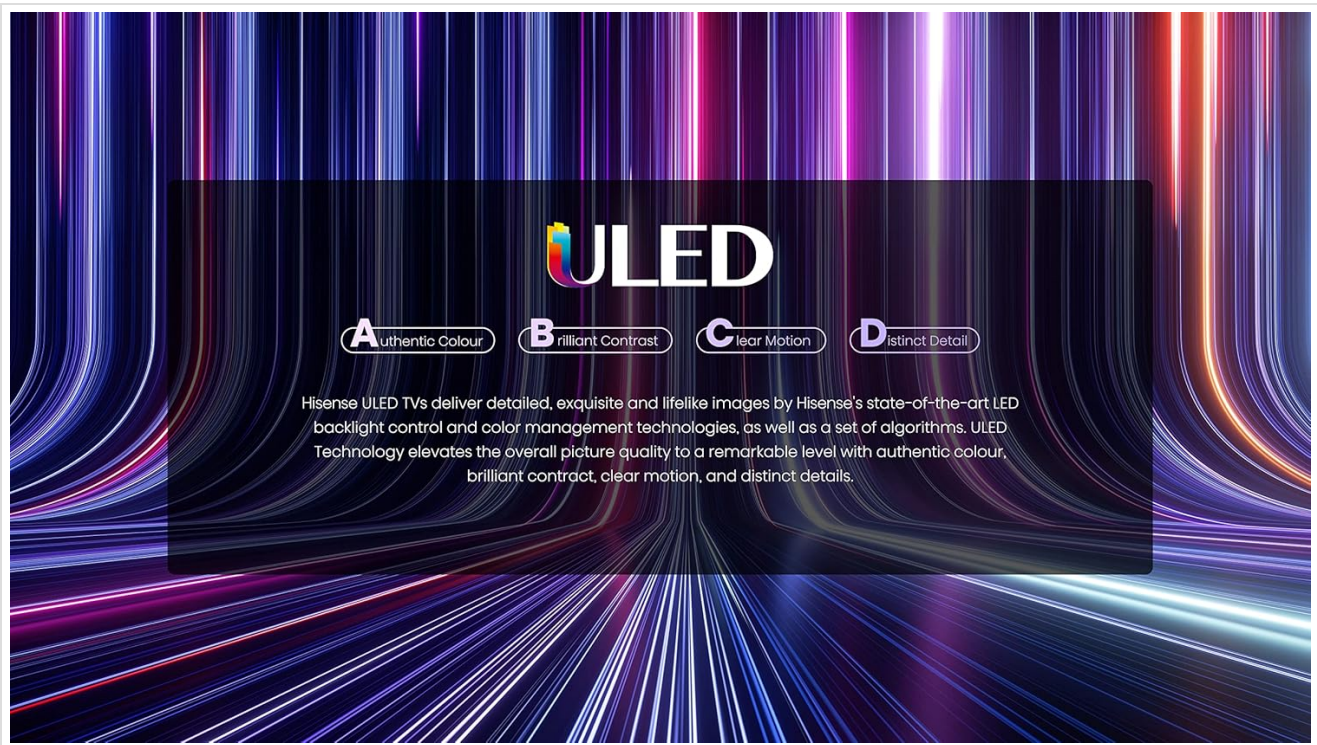 ULED
Authentic Colour
Brilliant Contrast
Clear Motion
Distinct Detail
Hisense ULED TVs deliver detailed, exquisite and lifelike images by Hisense's state-of-the-art LED
backlight control and color management technologies, as well as a set of algorithms. ULED
Technology elevates the overall picture quality to a remarkable level with authentic colour,
brilliant contract, clear motion, and distinct details.